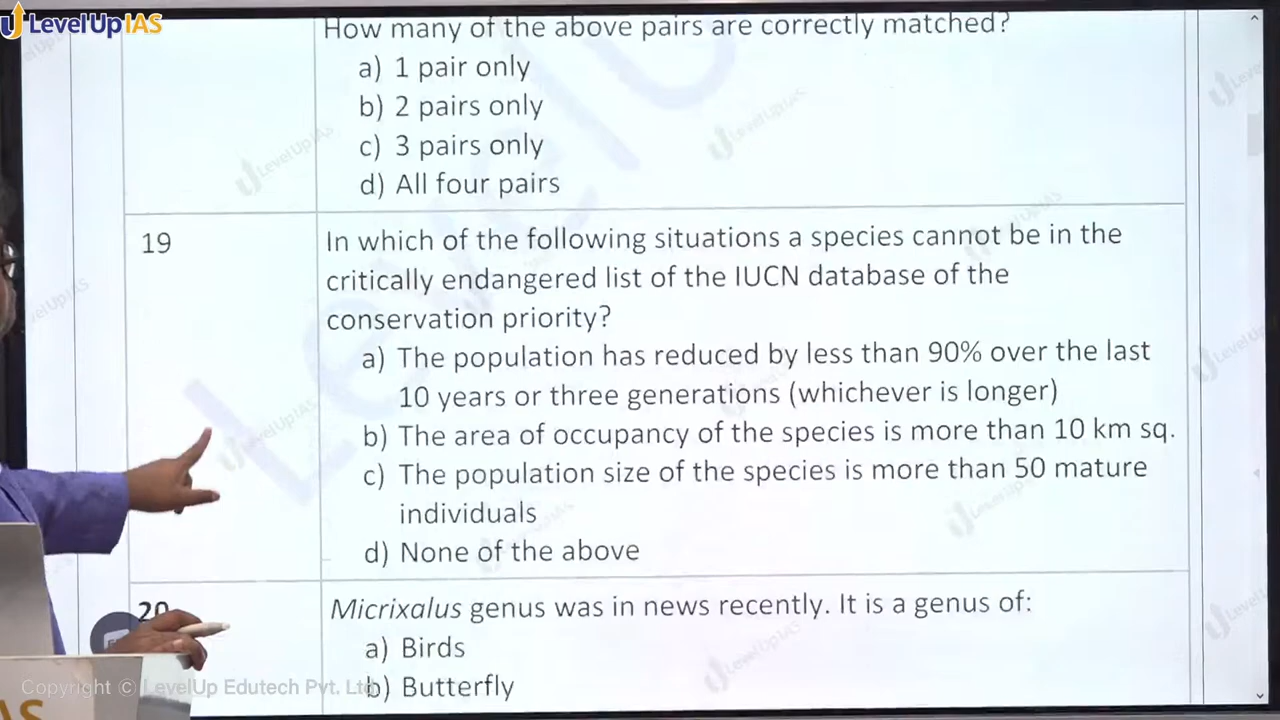 LevelUp IAS
How many of the above pairs are correctly matched?
a) 1 pair only
b) 2 pairs only
c) 3 pairs only
d) All four pairs
19
In which of the following situations a species cannot be in the
critically endangered list of the IUCN database of the
conservation priority?
a) The population has reduced by less than 90% over the last
10 years or three generations (whichever is longer)
b) The area of occupancy of the species is more than 10 km sq.
c) The population size of the species is more than 50 mature
individuals
d) None of the above
20
Micrixalus genus was in news recently. It is a genus of:
a) Birds
b) Butterfly
Copyright © LevelUp Edutech Pvt. Ltd
AS